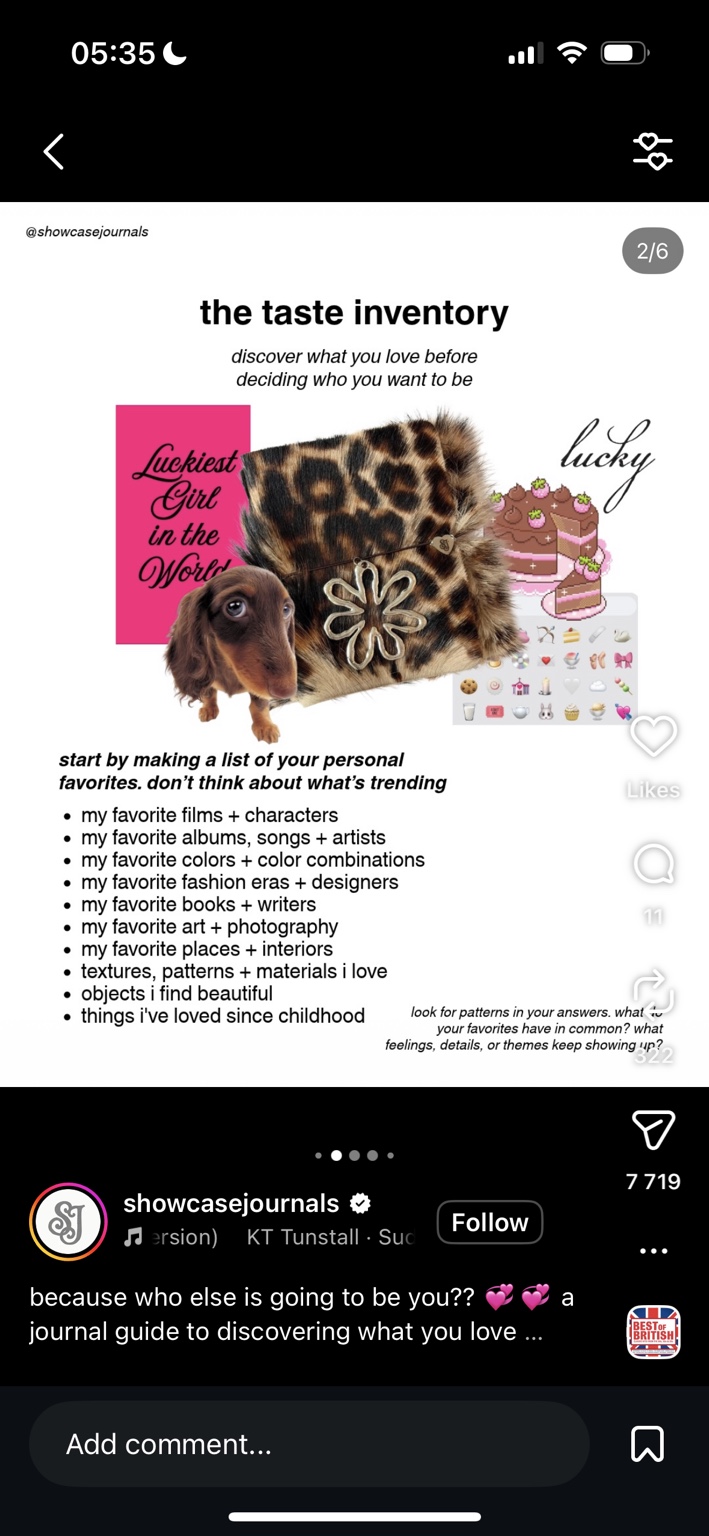 05:35
@showcasejournals
2/6
the taste inventory
discover what you love before
deciding who you want to be
Luckiest
Girl
in the
World
lucky
start by making a list of your personal
favorites. don't think about what's trending
• my favorite films + characters
• my favorite albums, songs + artists
• my favorite colors + color combinations
• my favorite fashion eras + designers
• my favorite books + writers
• my favorite art + photography
• my favorite places + interiors
• textures, patterns + materials i love
• objects i find beautiful
• things i've loved since childhood
look for patterns in your answers. what do
your favorites have in common? what
feelings, details, or themes keep showing up?
Likes
11
322
7 719
SJ
showcasejournals
ersion) KT Tunstall · Sud
Follow
because who else is going to be you?? 💞 💞 a
journal guide to discovering what you love ...
BEST OF
BRITISH
Add comment...